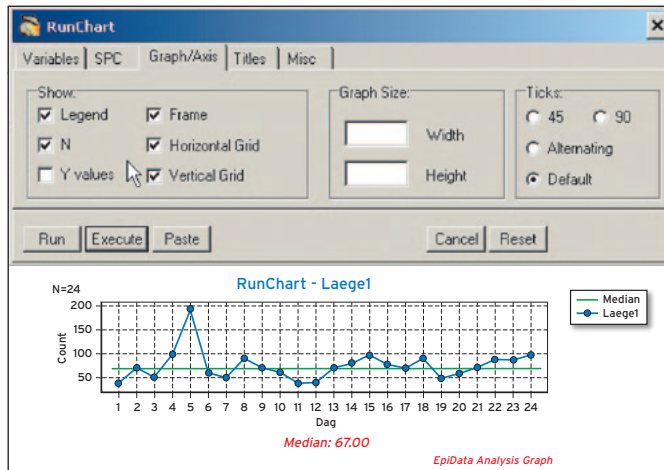 RunChart
Variables SPC Graph/Axis Titles Misc
Show:
Legend Frame
N Horizontal Grid
Y values Vertical Grid
Graph Size:
Width
Height
Ticks:
45 90
Alternating
Default
Run Execute Paste Cancel Reset
RunChart - Laege1
N=24
200
150
100
50
Count
1 2 3 4 5 6 7 8 9 10 11 12 13 14 15 16 17 18 19 20 21 22 23 24
Dag
Median
Laege1
Median: 67.00
EpiData Analysis Graph